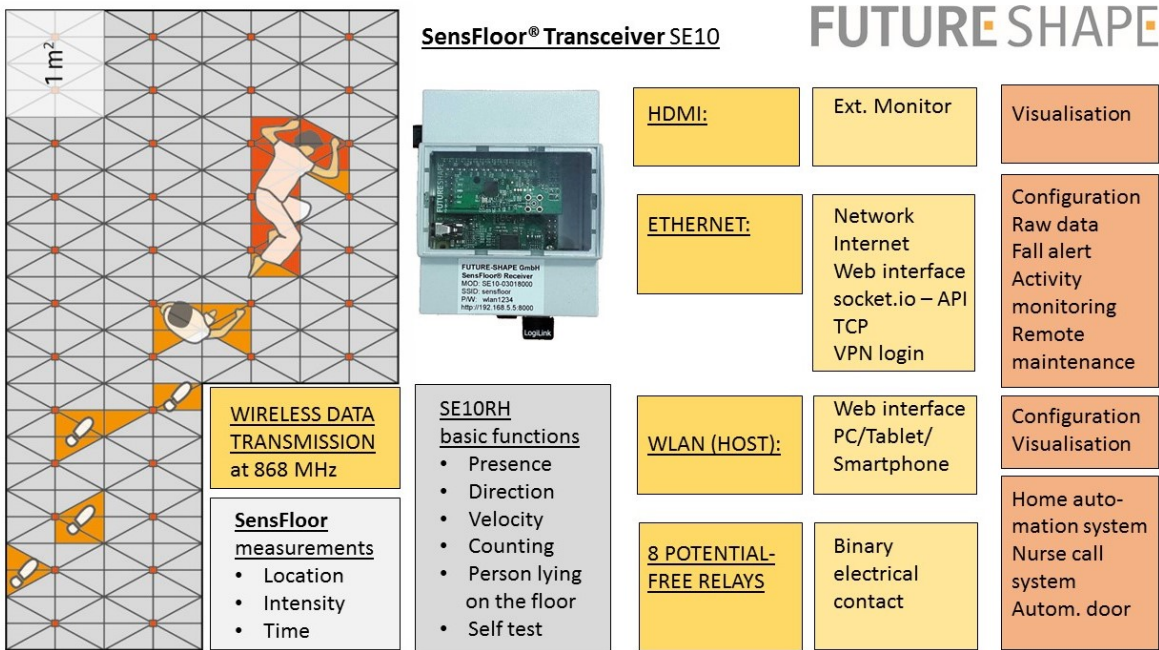 1 m²
SensFloor® Transceiver SE10
FUTURE SHAPE
FUTURE-SHAPE
FUTURE-SHAPE GmbH
SensFloor® Receiver
MOD: SE10-03018000
SSID: sensfloor
P/W: wlan1234
http://192.168.5.5:8000
LogiLink
WIRELESS DATA
TRANSMISSION
at 868 MHz
SensFloor
measurements
• Location
• Intensity
• Time
SE10RH
basic functions
• Presence
• Direction
• Velocity
• Counting
• Person lying
on the floor
• Self test
HDMI:
Ext. Monitor
Visualisation
ETHERNET:
Network
Internet
Web interface
socket.io – API
TCP
VPN login
Configuration
Raw data
Fall alert
Activity
monitoring
Remote
maintenance
WLAN (HOST):
Web interface
PC/Tablet/
Smartphone
Configuration
Visualisation
8 POTENTIAL-
FREE RELAYS
Binary
electrical
contact
Home auto-
mation system
Nurse call
system
Autom. door